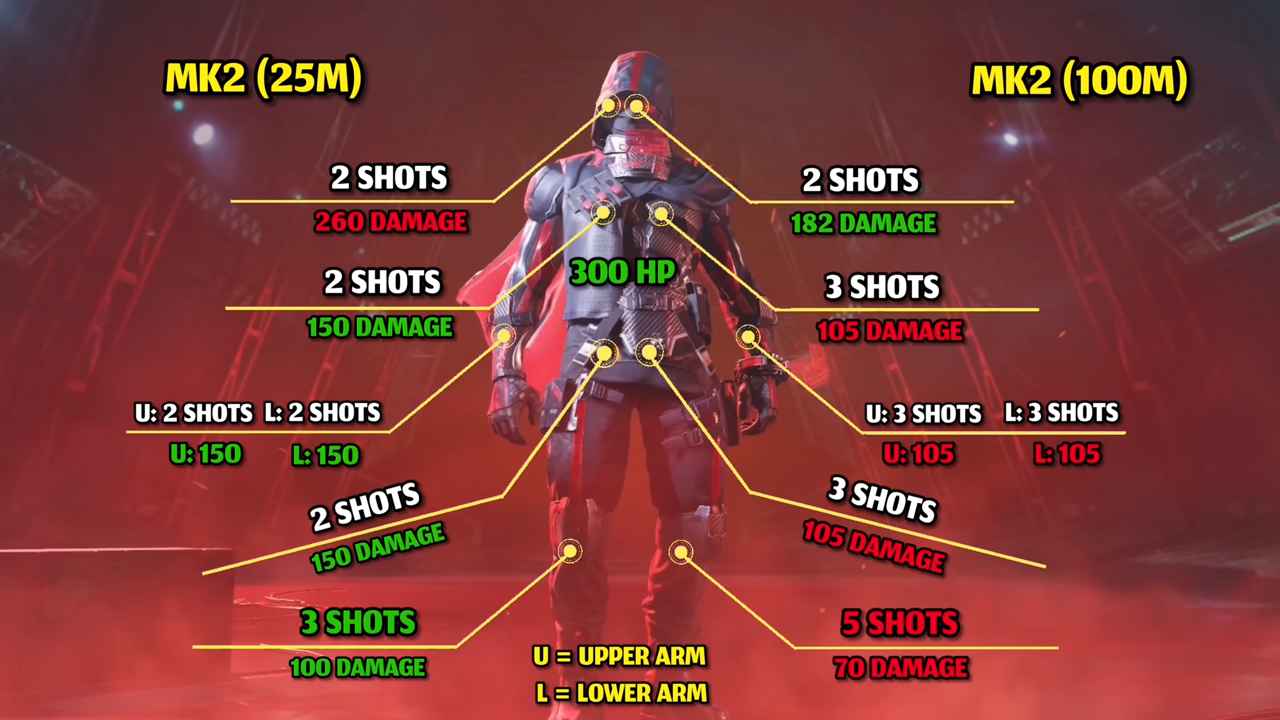 MK2 (25M)
MK2 (100M)
2 SHOTS
260 DAMAGE
2 SHOTS
182 DAMAGE
2 SHOTS
150 DAMAGE
300 HP
3 SHOTS
105 DAMAGE
U: 2 SHOTS L: 2 SHOTS
U: 150 L: 150
U: 3 SHOTS L: 3 SHOTS
U: 105 L: 105
2 SHOTS
150 DAMAGE
3 SHOTS
105 DAMAGE
3 SHOTS
100 DAMAGE
5 SHOTS
70 DAMAGE
U = UPPER ARM
L = LOWER ARM